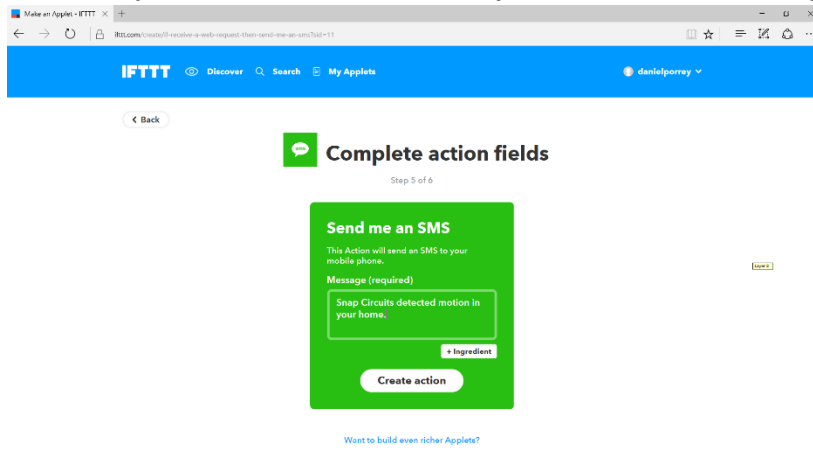 Make an Applet - IFTTT
ifttt.com/create/if-receive-a-web-request-then-send-me-an-sms?sid=11
IFTTT Discover Search My Applets danielporrey
Back
Complete action fields
Step 5 of 6
Send me an SMS
This Action will send an SMS to your
mobile phone.
Message (required)
Snap Circuits detected motion in
your home.
+ Ingredient
Create action
Want to build even richer Applets?